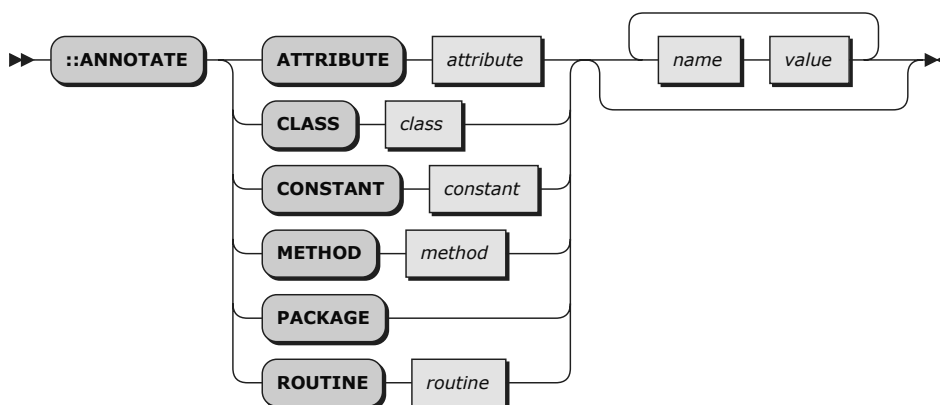 ::ANNOTATE ATTRIBUTE attribute name value
CLASS class
CONSTANT constant
METHOD method
PACKAGE
ROUTINE routine